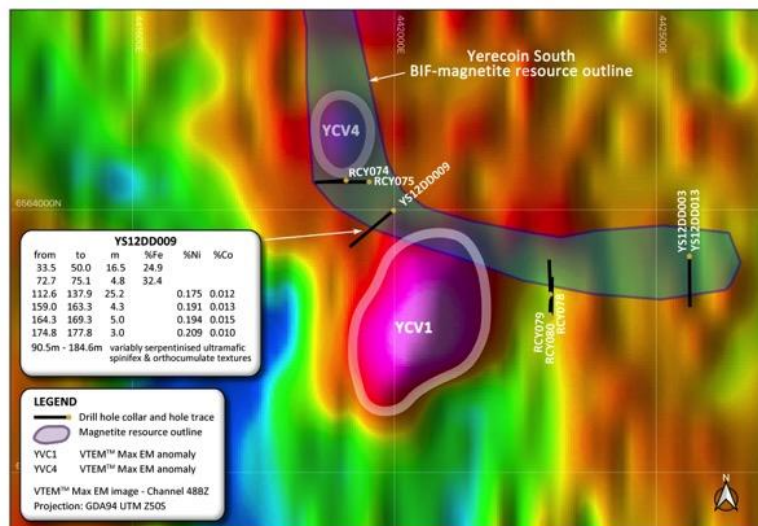 442000E
442500E
Yerecoin South
BIF-magnetite resource outline
YCV4
RCY074
RCY075
YS12DD009
6564000N
YS12DD003
YS12DD013
YS12DD009
from to m %Fe %Ni %Co
33.5 50.0 16.5 24.9
72.7 75.1 4.8 32.4
112.6 137.9 25.2 0.175 0.012
159.0 163.3 4.3 0.191 0.013
164.3 169.3 5.0 0.194 0.015
174.8 177.8 3.0 0.209 0.010
90.5m - 184.6m variably serpentinised ultramafic
spinifex & orthocumulate textures
YCV1
RCY079
RCY080
RCY078
LEGEND
Drill hole collar and hole trace
Magnetite resource outline
YVC1 VTEM™ Max EM anomaly
YVC4 VTEM™ Max EM anomaly
VTEM™ Max EM image - Channel 48BZ
Projection: GDA94 UTM Z50S
N